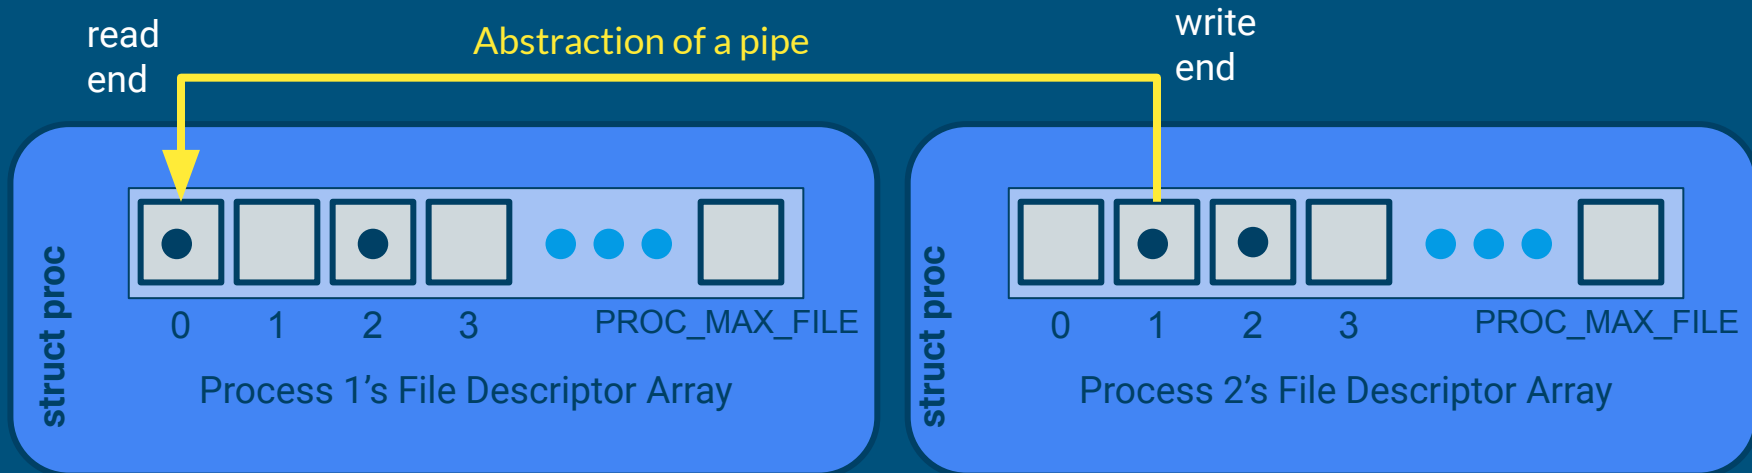 read
end
Abstraction of a pipe
write
end
struct proc
0 1 2 3 PROC_MAX_FILE
Process 1’s File Descriptor Array
struct proc
0 1 2 3 PROC_MAX_FILE
Process 2’s File Descriptor Array